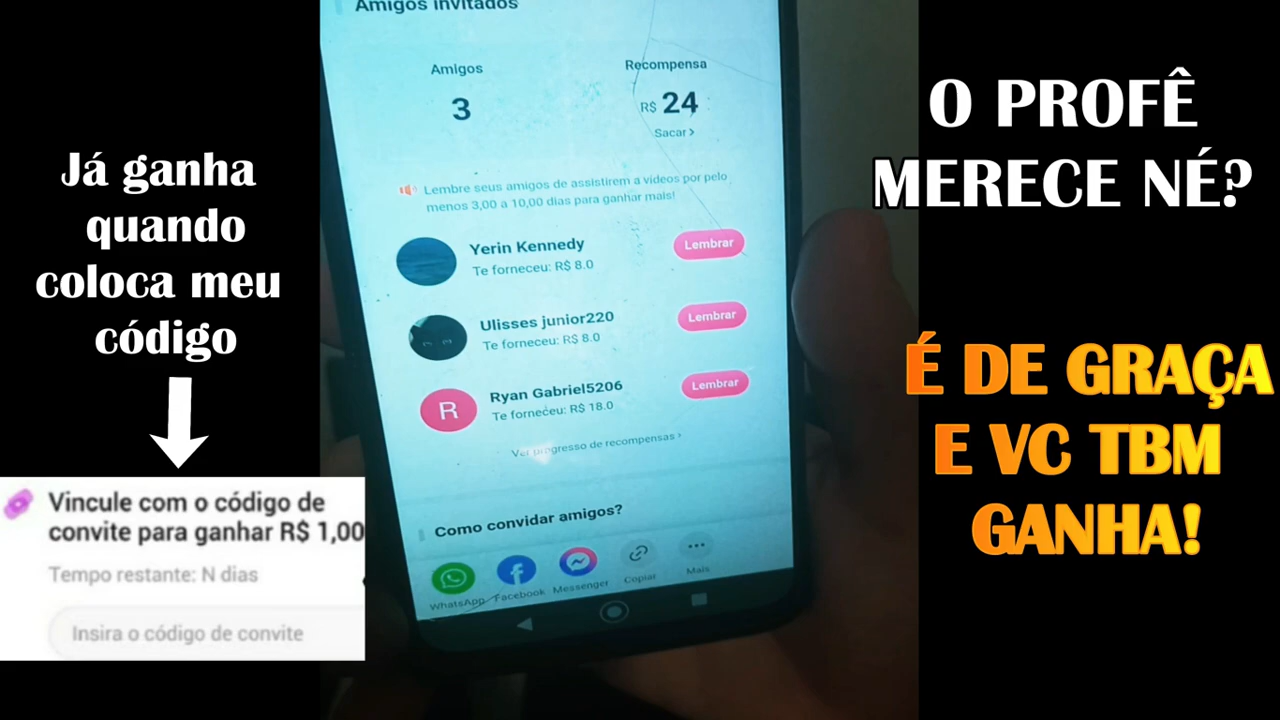 Já ganha
quando
coloca meu
código
Vincule com o código de
convite para ganhar R$ 1,00
Tempo restante: N dias
Insira o código de convite
Amigos invitados
Amigos
Recompensa
3
R$ 24
Sacar >
Lembre seus amigos de assistirem a vídeos por pelo
menos 3,00 a 10,00 dias para ganhar mais!
Yerin Kennedy
Te forneceu: R$ 8.0
Lembrar
Ulisses junior220
Te forneceu: R$ 8.0
Lembrar
R
Ryan Gabriel5206
Te forneceu: R$ 18.0
Lembrar
Ver progresso de recompensas >
Como convidar amigos?
WhatsApp
Facebook
Messenger
Copiar
Mais
O PROFÊ
MERECE NÉ?
É DE GRAÇA
E VC TBM
GANHA!